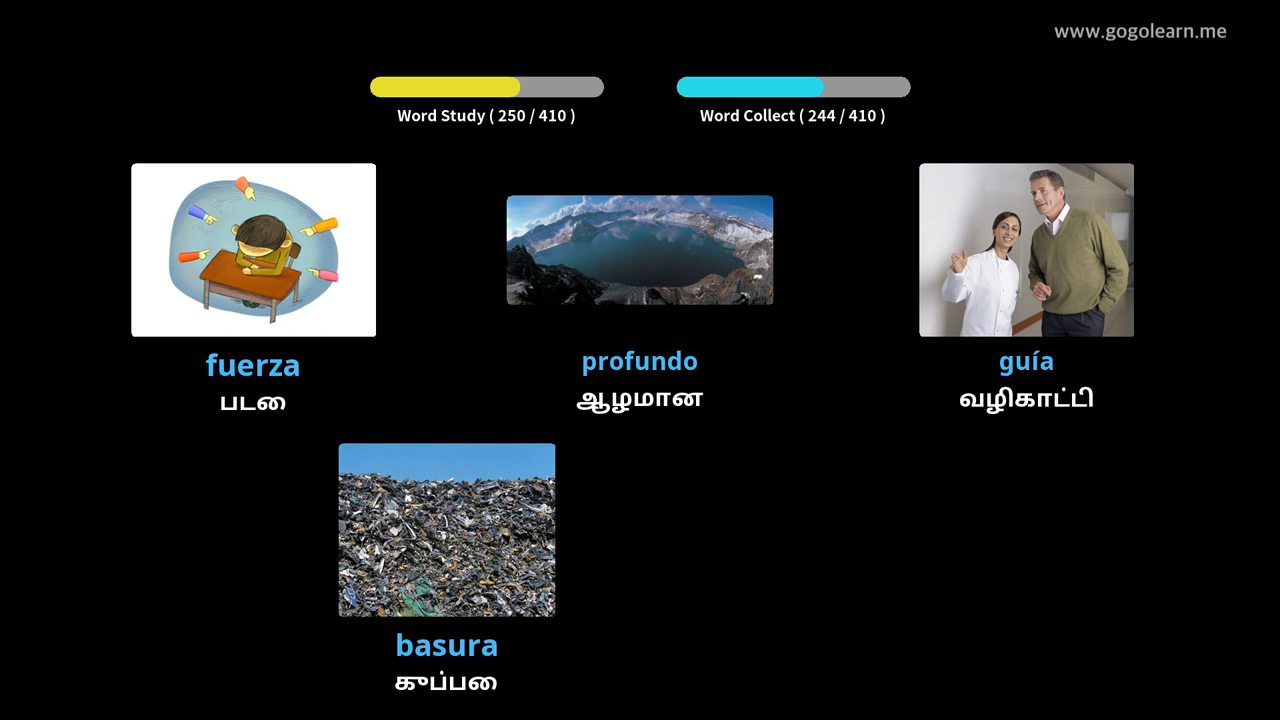 www.gogolearn.me
Word Study ( 250 / 410 )
Word Collect ( 244 / 410 )
fuerza
படை
profundo
ஆழமான
guía
வழிகாட்டி
basura
குப்பை